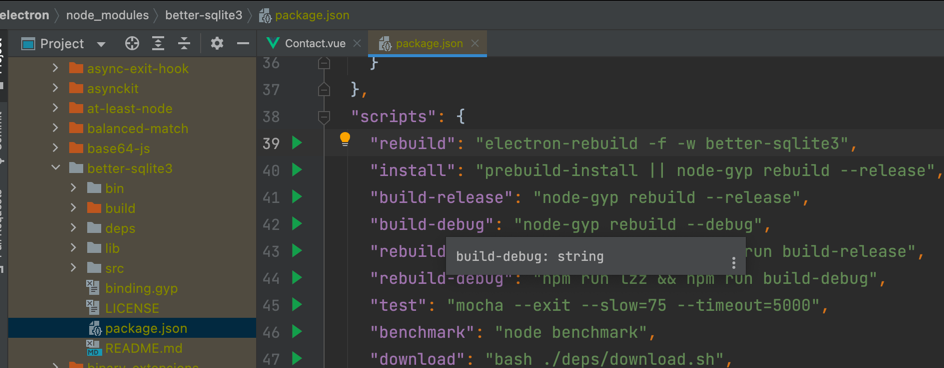 electron node_modules better-sqlite3 package.json
Project
Contact.vue
package.json
async-exit-hook
asynckit
at-least-node
balanced-match
base64-js
better-sqlite3
bin
build
deps
lib
src
binding.gyp
LICENSE
package.json
README.md
binary-extensions
36 }
37 },
38 "scripts": {
39 "rebuild": "electron-rebuild -f -w better-sqlite3",
40 "install": "prebuild-install || node-gyp rebuild --release",
41 "build-release": "node-gyp rebuild --release",
42 "build-debug": "node-gyp rebuild --debug",
43 "rebuild run build-release
build-debug: string
44 "rebuild-debug": "npm run lzz && npm run build-debug",
45 "test": "mocha --exit --slow=75 --timeout=5000",
46 "benchmark": "node benchmark",
47 "download": "bash ./deps/download.sh",